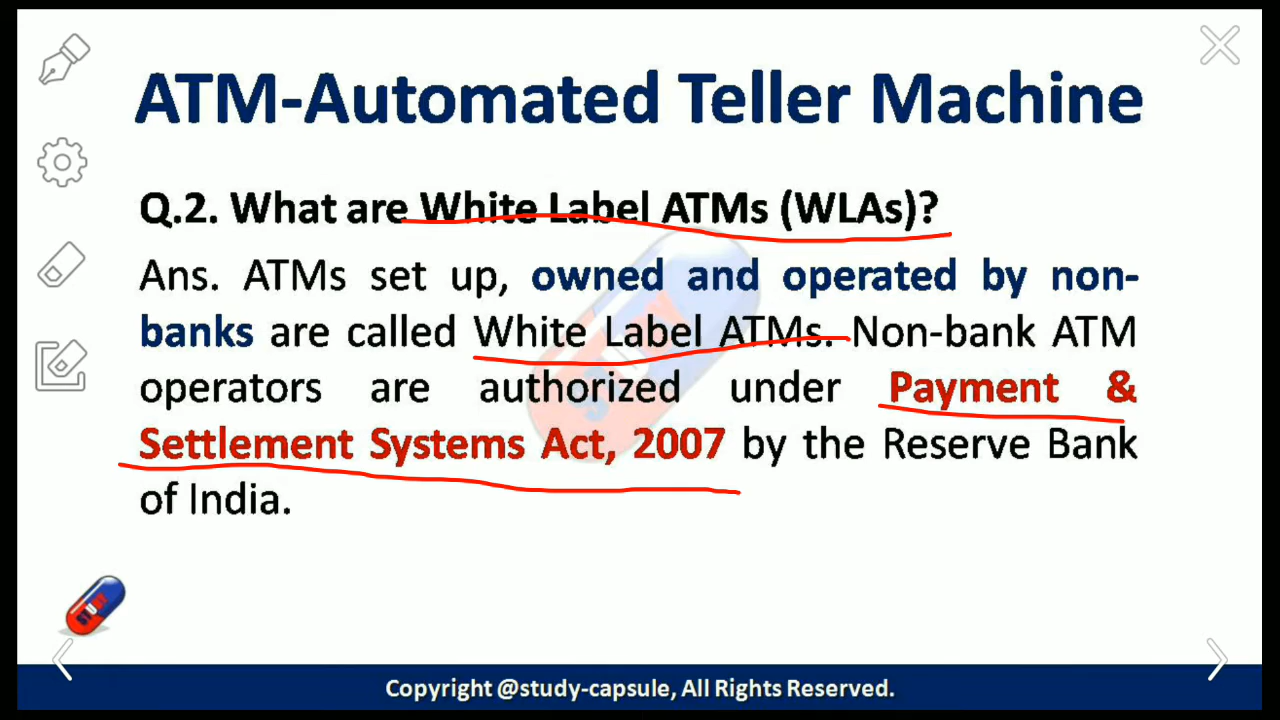 ATM-Automated Teller Machine
Q.2. What are White Label ATMs (WLAs)?
Ans. ATMs set up, owned and operated by non-
banks are called White Label ATMs. Non-bank ATM
operators are authorized under Payment &
Settlement Systems Act, 2007 by the Reserve Bank
of India.
STUDY
Copyright @study-capsule, All Rights Reserved.